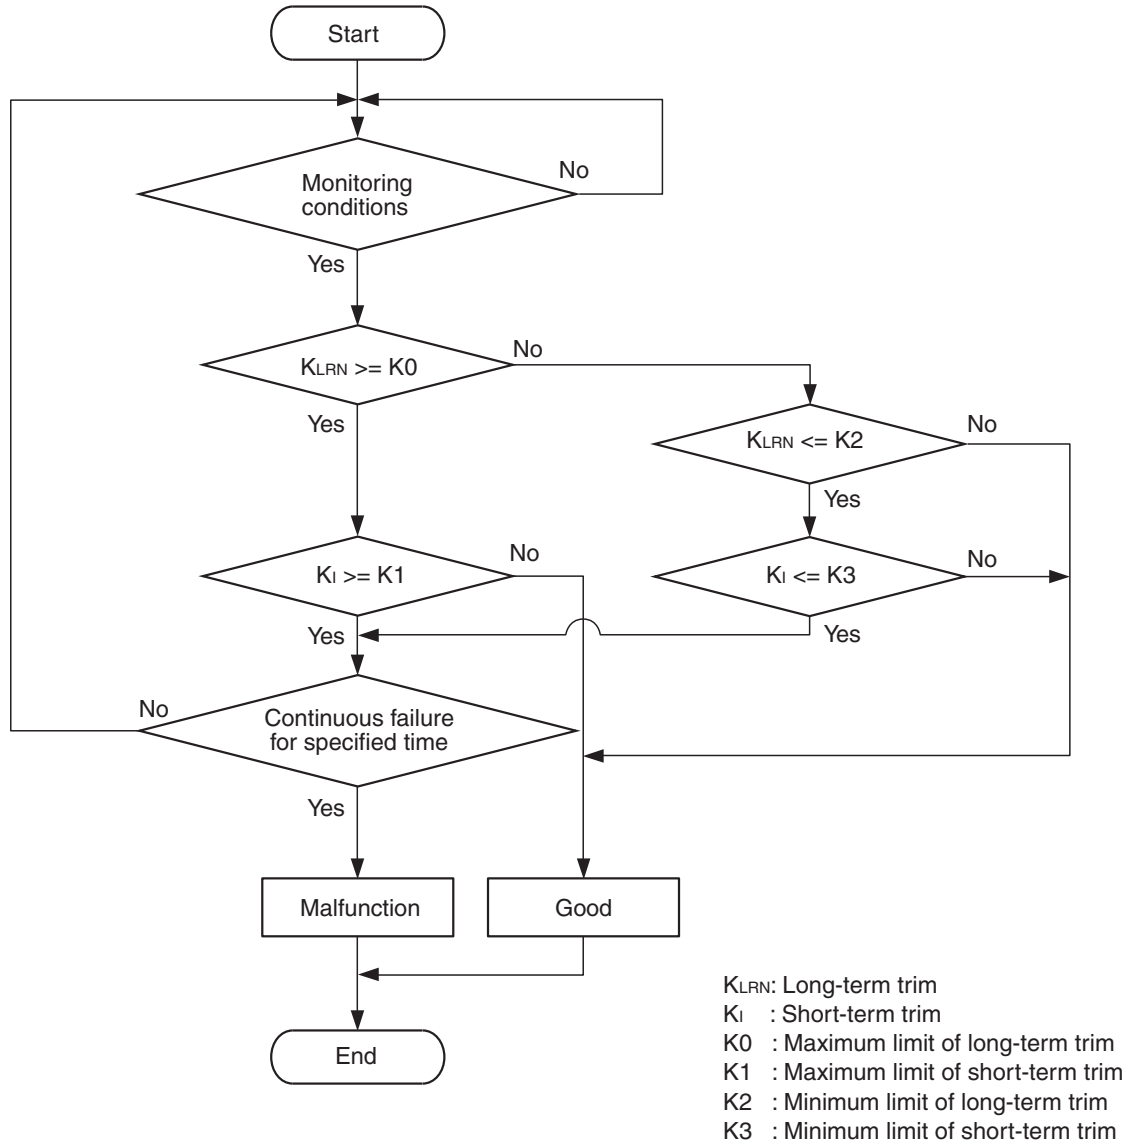 Start
No
Monitoring
conditions
Yes
KLRN >= K0
No
Yes
KLRN <= K2
No
Yes
KI >= K1
No
KI <= K3
No
Yes
Yes
No
Continuous failure
for specified time
Yes
Malfunction
Good
End
KLRN: Long-term trim
KI : Short-term trim
K0 : Maximum limit of long-term trim
K1 : Maximum limit of short-term trim
K2 : Minimum limit of long-term trim
K3 : Minimum limit of short-term trim